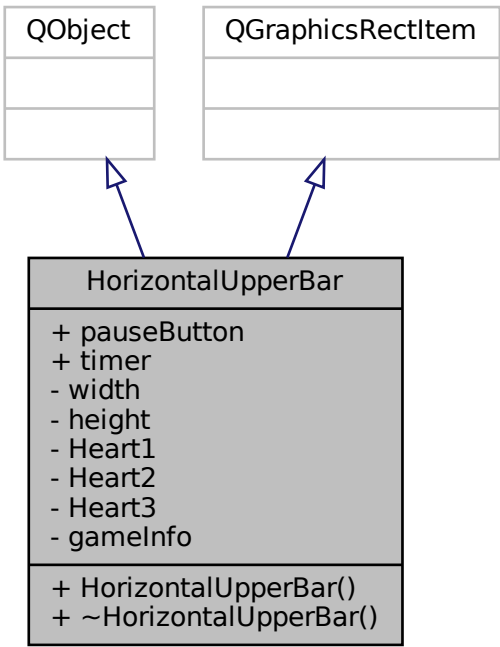 QObject
QGraphicsRectItem
HorizontalUpperBar
+ pauseButton
+ timer
- width
- height
- Heart1
- Heart2
- Heart3
- gameInfo
+ HorizontalUpperBar()
+ ~HorizontalUpperBar()